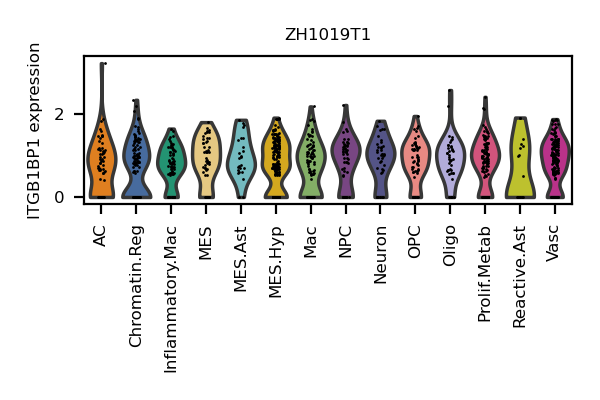 ZH1019T1
ITGB1BP1 expression
2
0
AC
Chromatin.Reg
Inflammatory.Mac
MES
MES.Ast
MES.Hyp
Mac
NPC
Neuron
OPC
Oligo
Prolif.Metab
Reactive.Ast
Vasc